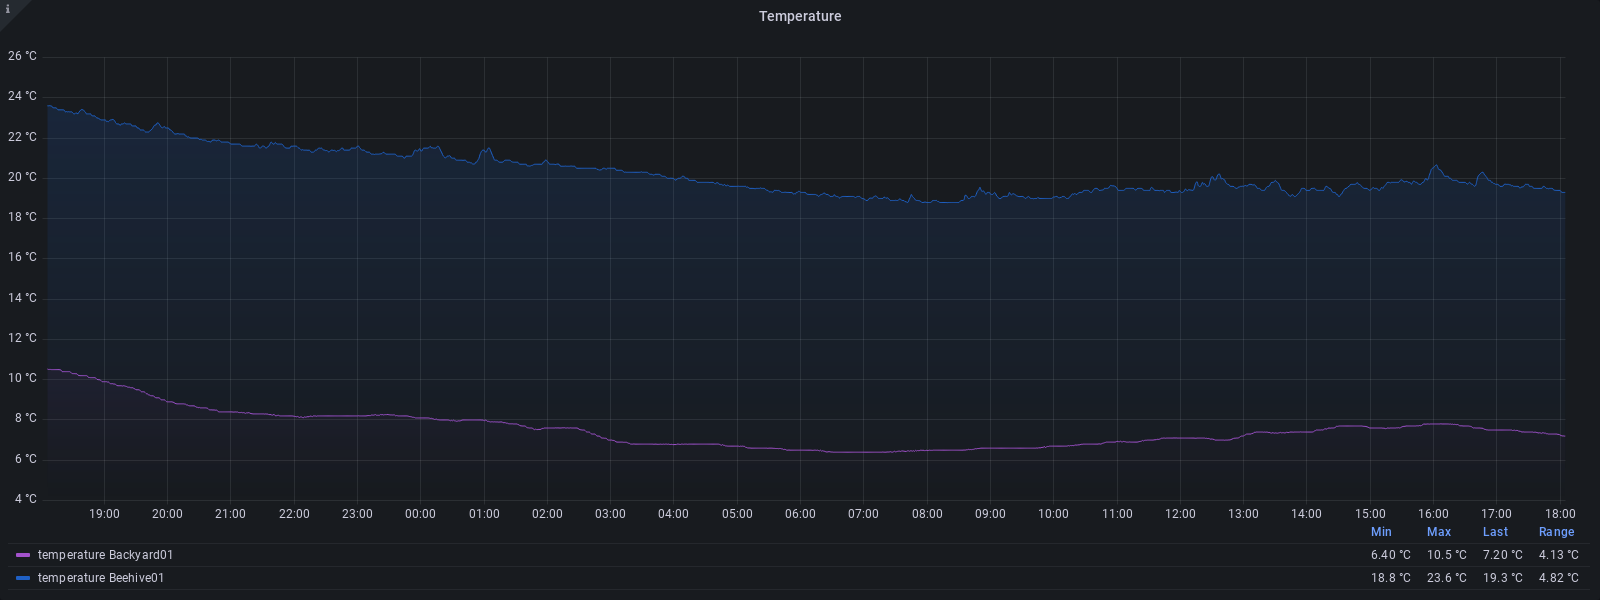 i
Temperature
26 °C
24 °C
22 °C
20 °C
18 °C
16 °C
14 °C
12 °C
10 °C
8 °C
6 °C
4 °C
19:00 20:00 21:00 22:00 23:00 00:00 01:00 02:00 03:00 04:00 05:00 06:00 07:00 08:00 09:00 10:00 11:00 12:00 13:00 14:00 15:00 16:00 17:00 18:00
Min Max Last Range
temperature Backyard01 6.40 °C 10.5 °C 7.20 °C 4.13 °C
temperature Beehive01 18.8 °C 23.6 °C 19.3 °C 4.82 °C